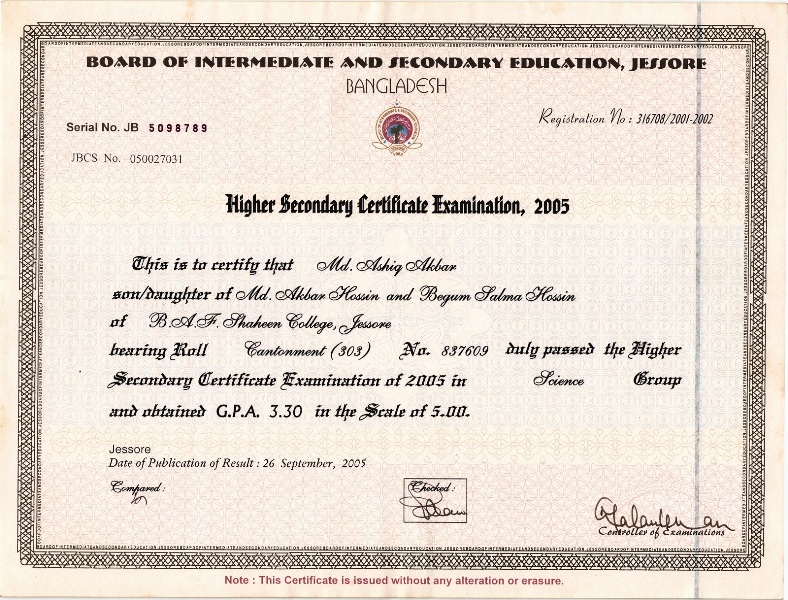 BOARD OF INTERMEDIATE AND SECONDARY EDUCATION, JESSORE
BANGLADESH
Serial No. JB 5098789
Registration No : 316708/2001-2002
JBCS No. 050027031
Higher Secondary Certificate Examination, 2005
This is to certify that Md. Ashiq Akbar
son/daughter of Md. Akbar Hossin and Begum Salma Hossin
of B.A.F. Shaheen College, Jessore
bearing Roll Cantonment (303) No. 837609 duly passed the Higher
Secondary Certificate Examination of 2005 in Science Group
and obtained G.P.A. 3.30 in the Scale of 5.00.
Jessore
Date of Publication of Result : 26 September, 2005
Compared :
Checked :
Controller of Examinations
Note : This Certificate is issued without any alteration or erasure.